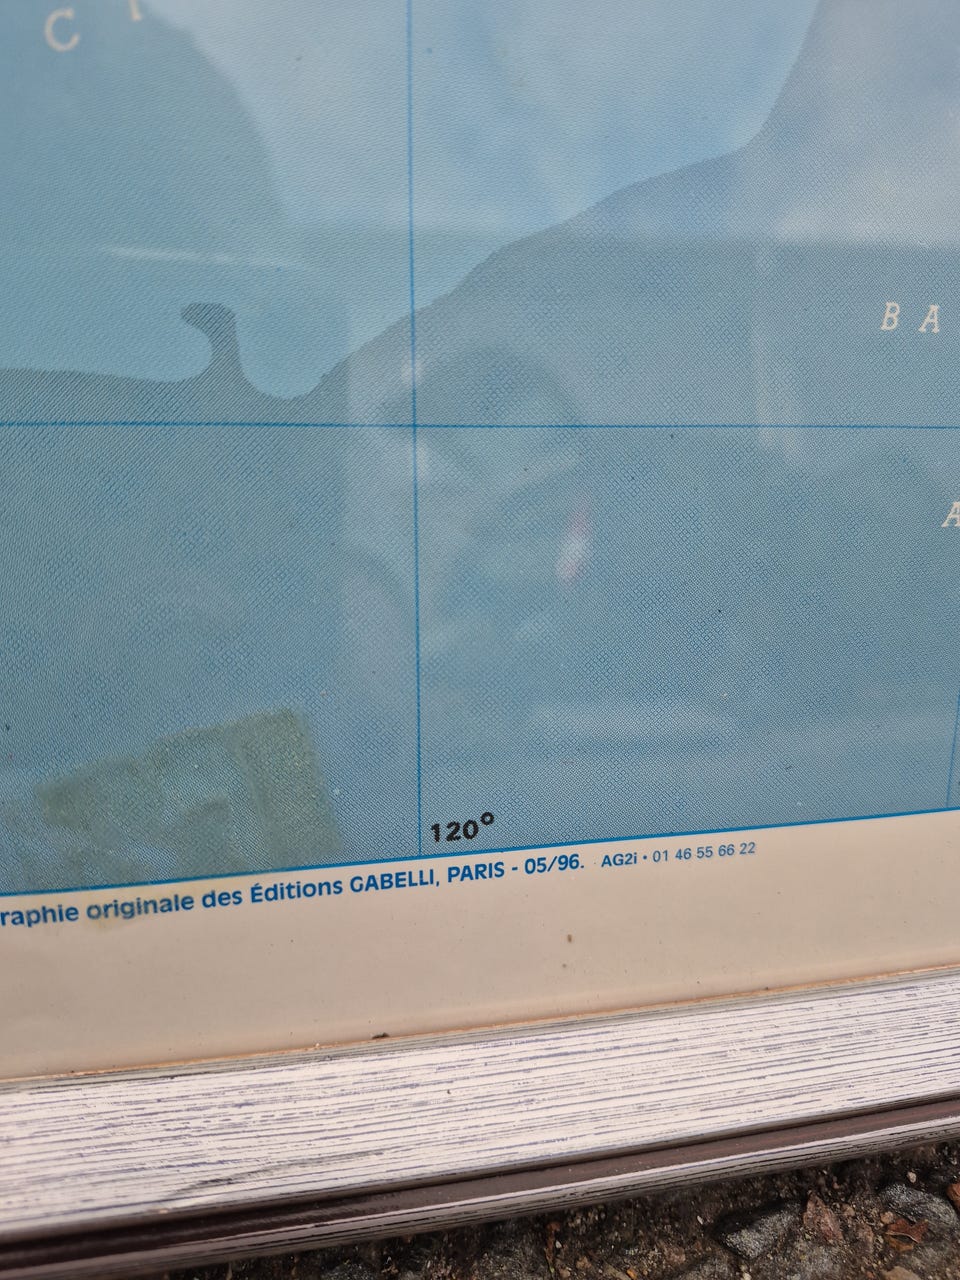 C I
B A
A
120°
raphie originale des Éditions GABELLI, PARIS - 05/96. AG2i • 01 46 55 66 22